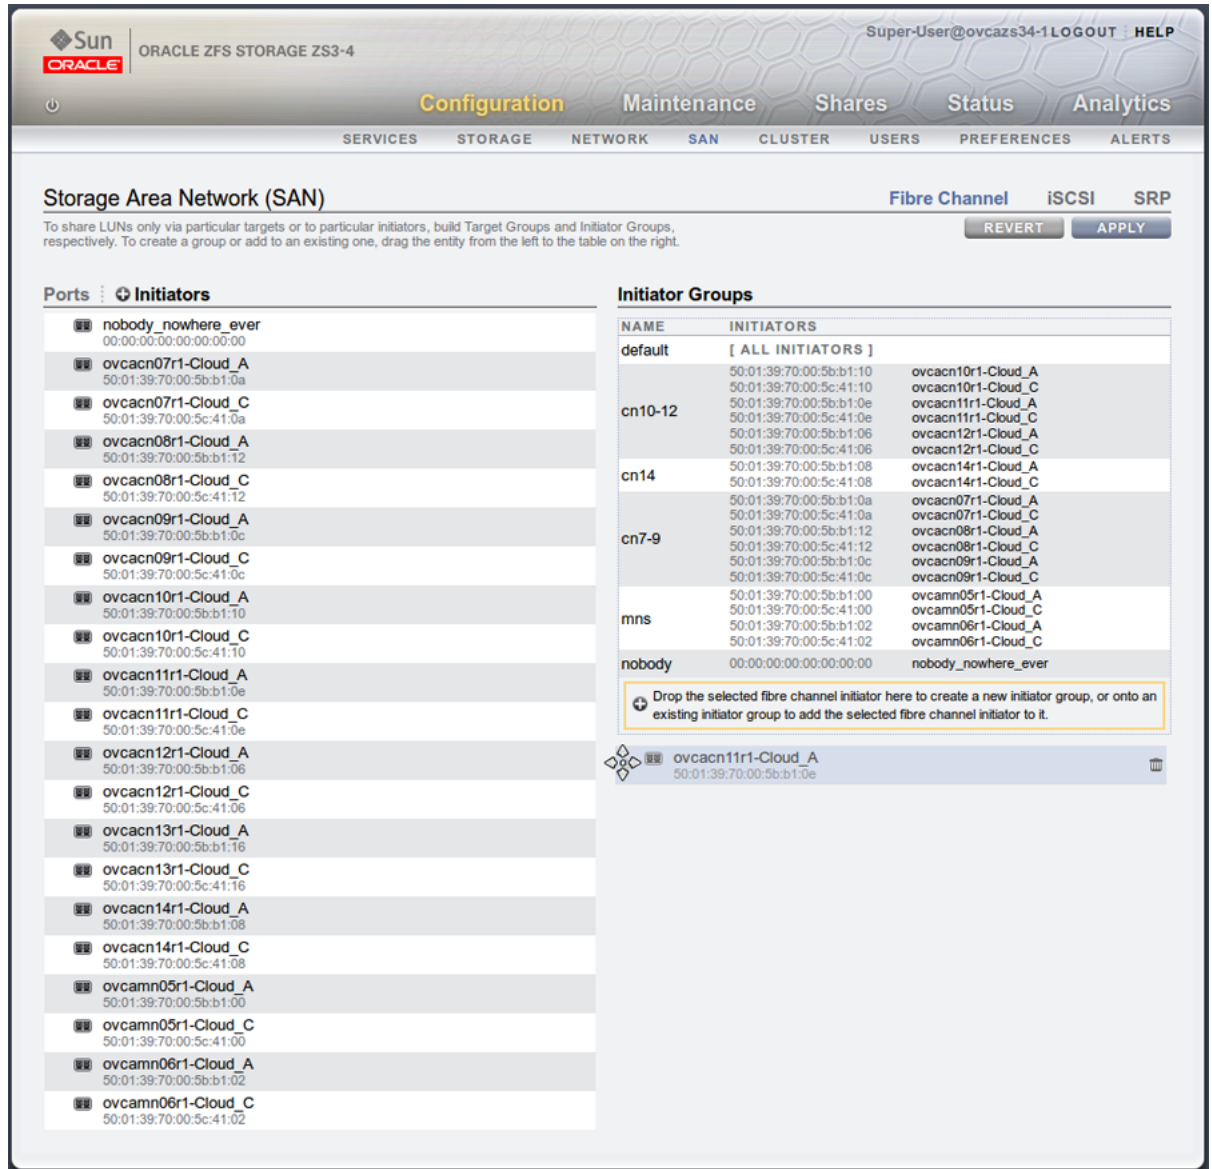 Sun
ORACLE
ORACLE ZFS STORAGE ZS3-4
Super-User@ovcazs34-1 LOGOUT HELP
Configuration Maintenance Shares Status Analytics
SERVICES STORAGE NETWORK SAN CLUSTER USERS PREFERENCES ALERTS
Storage Area Network (SAN)
Fibre Channel iSCSI SRP
To share LUNs only via particular targets or to particular initiators, build Target Groups and Initiator Groups,
respectively. To create a group or add to an existing one, drag the entity from the left to the table on the right.
REVERT APPLY
Ports Initiators
nobody_nowhere_ever
00:00:00:00:00:00:00:00
ovcacn07r1-Cloud_A
50:01:39:70:00:5b:b1:0a
ovcacn07r1-Cloud_C
50:01:39:70:00:5c:41:0a
ovcacn08r1-Cloud_A
50:01:39:70:00:5b:b1:12
ovcacn08r1-Cloud_C
50:01:39:70:00:5c:41:12
ovcacn09r1-Cloud_A
50:01:39:70:00:5b:b1:0c
ovcacn09r1-Cloud_C
50:01:39:70:00:5c:41:0c
ovcacn10r1-Cloud_A
50:01:39:70:00:5b:b1:10
ovcacn10r1-Cloud_C
50:01:39:70:00:5c:41:10
ovcacn11r1-Cloud_A
50:01:39:70:00:5b:b1:0e
ovcacn11r1-Cloud_C
50:01:39:70:00:5c:41:0e
ovcacn12r1-Cloud_A
50:01:39:70:00:5b:b1:06
ovcacn12r1-Cloud_C
50:01:39:70:00:5c:41:06
ovcacn13r1-Cloud_A
50:01:39:70:00:5b:b1:16
ovcacn13r1-Cloud_C
50:01:39:70:00:5c:41:16
ovcacn14r1-Cloud_A
50:01:39:70:00:5b:b1:08
ovcacn14r1-Cloud_C
50:01:39:70:00:5c:41:08
ovcamn05r1-Cloud_A
50:01:39:70:00:5b:b1:00
ovcamn05r1-Cloud_C
50:01:39:70:00:5c:41:00
ovcamn06r1-Cloud_A
50:01:39:70:00:5b:b1:02
ovcamn06r1-Cloud_C
50:01:39:70:00:5c:41:02
Initiator Groups
NAME INITIATORS
default [ ALL INITIATORS ]
cn10-12
50:01:39:70:00:5b:b1:10 ovcacn10r1-Cloud_A
50:01:39:70:00:5c:41:10 ovcacn10r1-Cloud_C
50:01:39:70:00:5b:b1:0e ovcacn11r1-Cloud_A
50:01:39:70:00:5c:41:0e ovcacn11r1-Cloud_C
50:01:39:70:00:5b:b1:06 ovcacn12r1-Cloud_A
50:01:39:70:00:5c:41:06 ovcacn12r1-Cloud_C
cn14
50:01:39:70:00:5b:b1:08 ovcacn14r1-Cloud_A
50:01:39:70:00:5c:41:08 ovcacn14r1-Cloud_C
cn7-9
50:01:39:70:00:5b:b1:0a ovcacn07r1-Cloud_A
50:01:39:70:00:5c:41:0a ovcacn07r1-Cloud_C
50:01:39:70:00:5b:b1:12 ovcacn08r1-Cloud_A
50:01:39:70:00:5c:41:12 ovcacn08r1-Cloud_C
50:01:39:70:00:5b:b1:0c ovcacn09r1-Cloud_A
50:01:39:70:00:5c:41:0c ovcacn09r1-Cloud_C
mns
50:01:39:70:00:5b:b1:00 ovcamn05r1-Cloud_A
50:01:39:70:00:5c:41:00 ovcamn05r1-Cloud_C
50:01:39:70:00:5b:b1:02 ovcamn06r1-Cloud_A
50:01:39:70:00:5c:41:02 ovcamn06r1-Cloud_C
nobody 00:00:00:00:00:00:00:00 nobody_nowhere_ever
Drop the selected fibre channel initiator here to create a new initiator group, or onto an
existing initiator group to add the selected fibre channel initiator to it.
ovcacn11r1-Cloud_A
50:01:39:70:00:5b:b1:0e